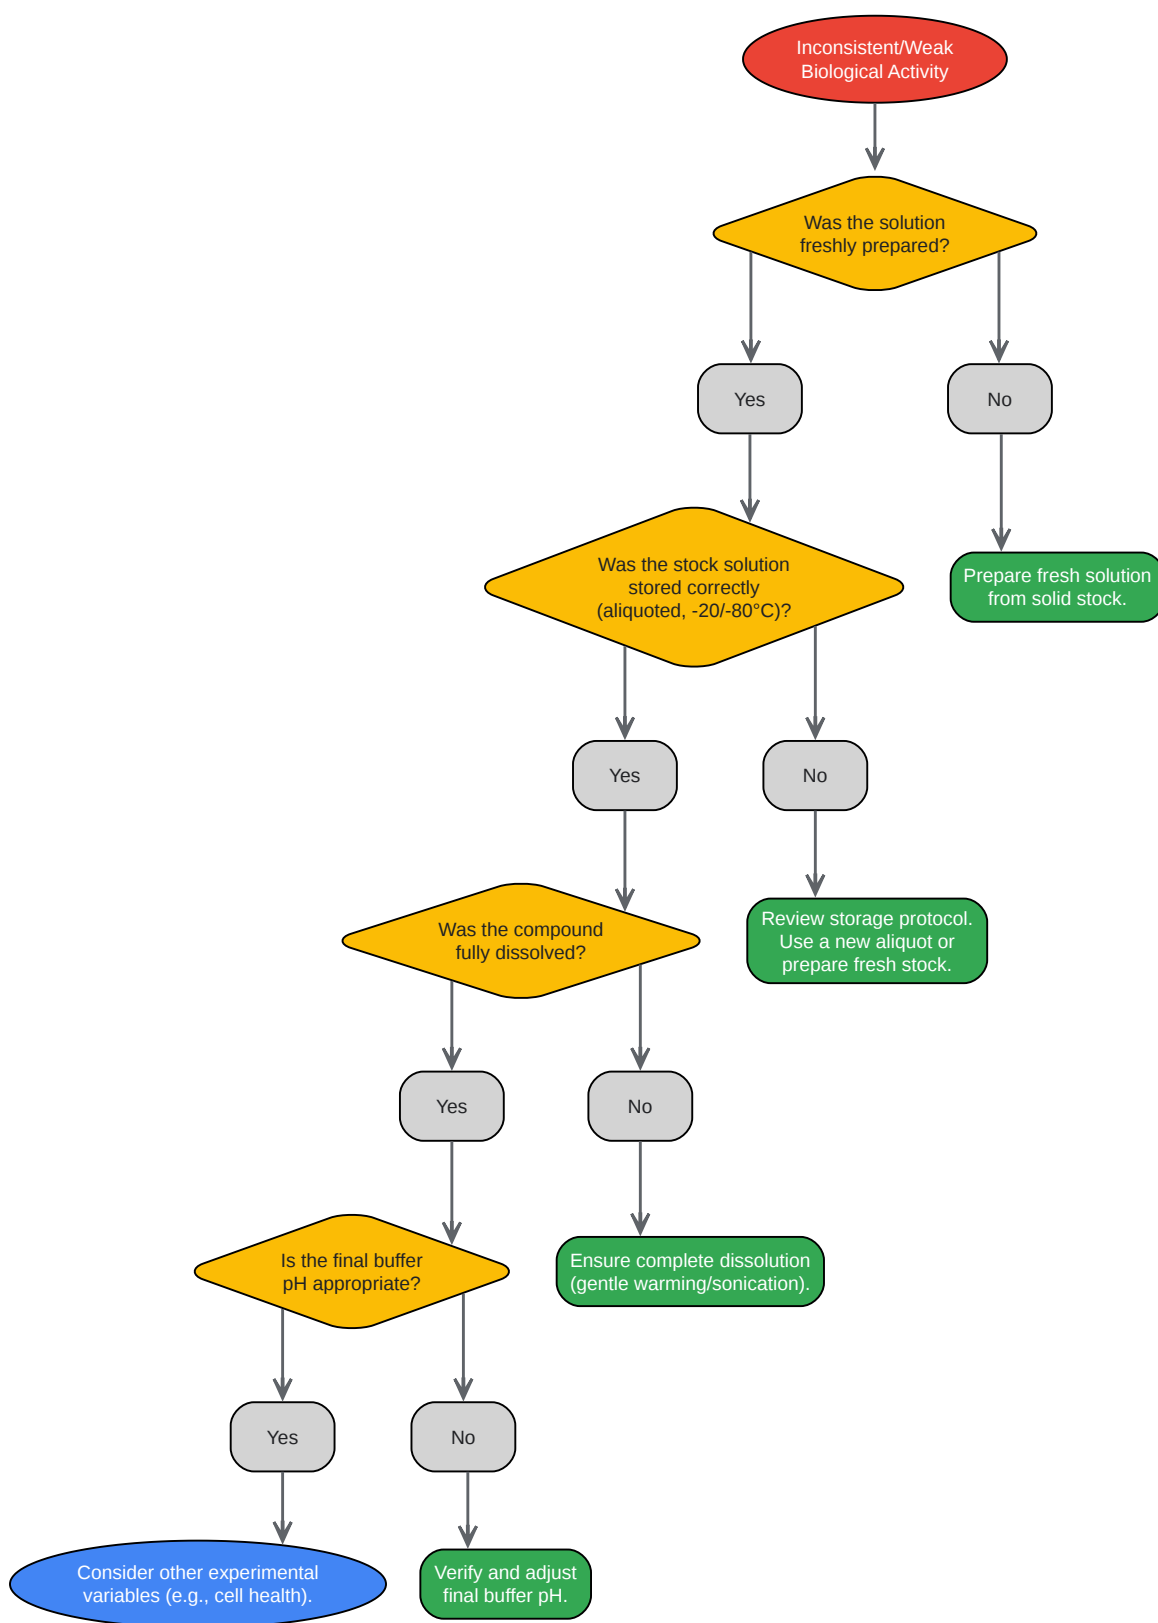 Inconsistent/Weak
Biological Activity
Was the solution
freshly prepared?
Yes
No
Was the stock solution
stored correctly
(aliquoted, -20/-80°C)?
Prepare fresh solution
from solid stock.
Yes
No
Was the compound
fully dissolved?
Review storage protocol.
Use a new aliquot or
prepare fresh stock.
Yes
No
Is the final buffer
pH appropriate?
Ensure complete dissolution
(gentle warming/sonication).
Yes
No
Consider other experimental
variables (e.g., cell health).
Verify and adjust
final buffer pH.